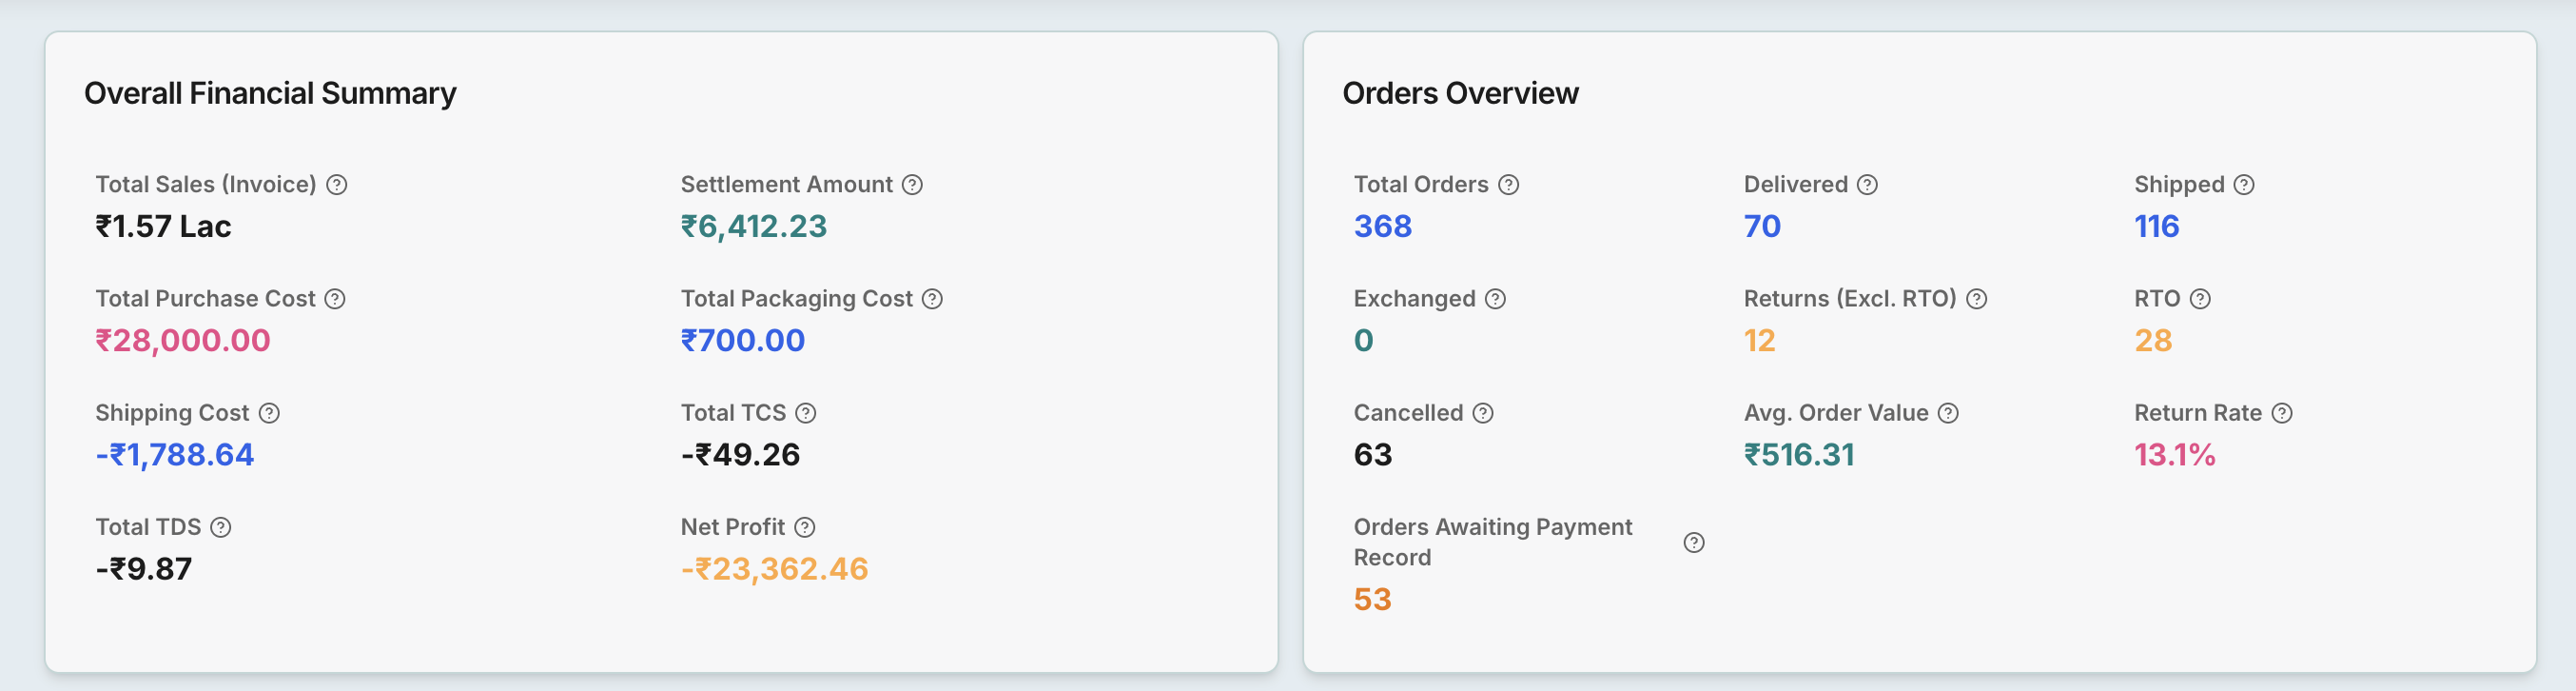 Overall Financial Summary
Total Sales (Invoice)
₹1.57 Lac
Settlement Amount
₹6,412.23
Total Purchase Cost
₹28,000.00
Total Packaging Cost
₹700.00
Shipping Cost
-₹1,788.64
Total TCS
-₹49.26
Total TDS
-₹9.87
Net Profit
-₹23,362.46
Orders Overview
Total Orders
368
Delivered
70
Shipped
116
Exchanged
0
Returns (Excl. RTO)
12
RTO
28
Cancelled
63
Avg. Order Value
₹516.31
Return Rate
13.1%
Orders Awaiting Payment
Record
53